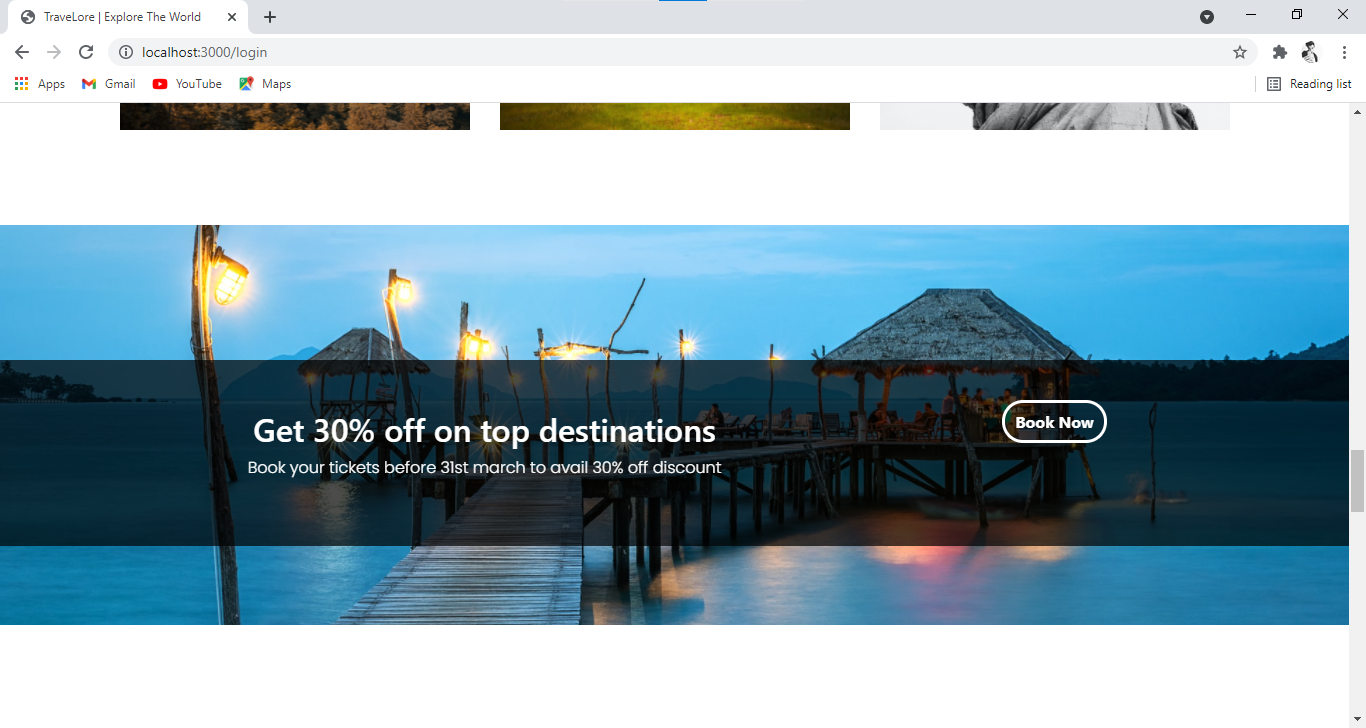 TraveLore | Explore The World
localhost:3000/login
Apps Gmail YouTube Maps Reading list
Get 30% off on top destinations
Book Now
Book your tickets before 31st march to avail 30% off discount